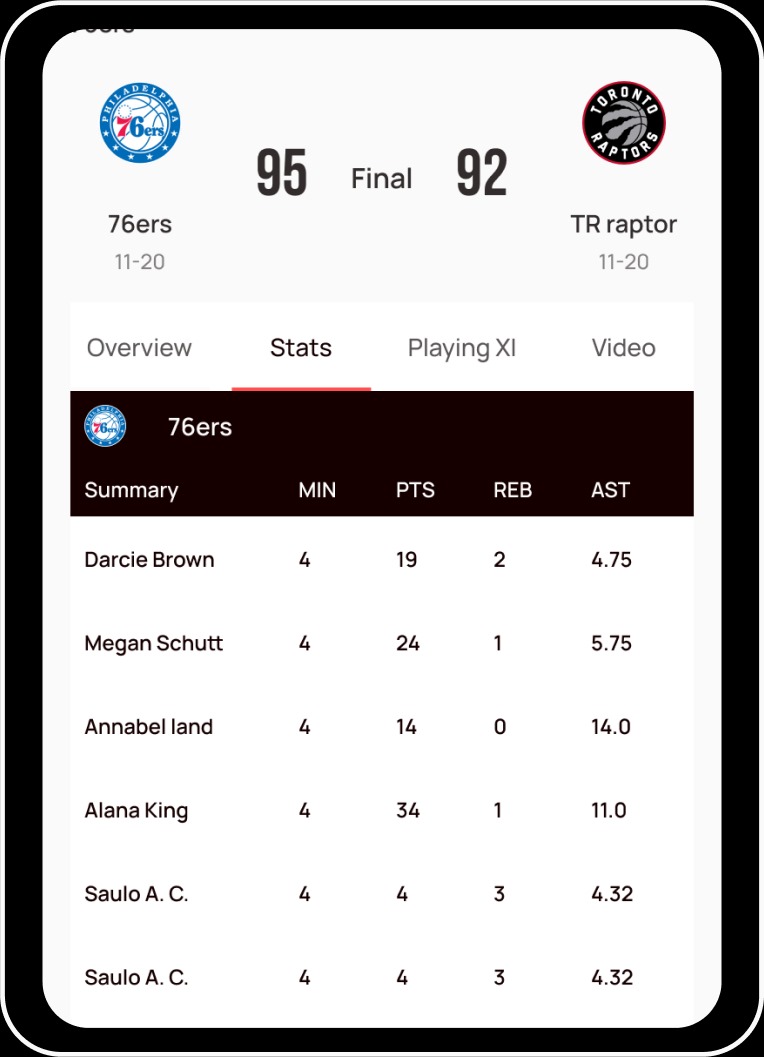 PHILADELPHIA
76ers
TORONTO
RAPTORS
95 Final 92
76ers TR raptor
11-20 11-20
Overview Stats Playing XI Video
PHILADELPHIA 76ers 76ers
Summary MIN PTS REB AST
Darcie Brown 4 19 2 4.75
Megan Schutt 4 24 1 5.75
Annabel land 4 14 0 14.0
Alana King 4 34 1 11.0
Saulo A. C. 4 4 3 4.32
Saulo A. C. 4 4 3 4.32